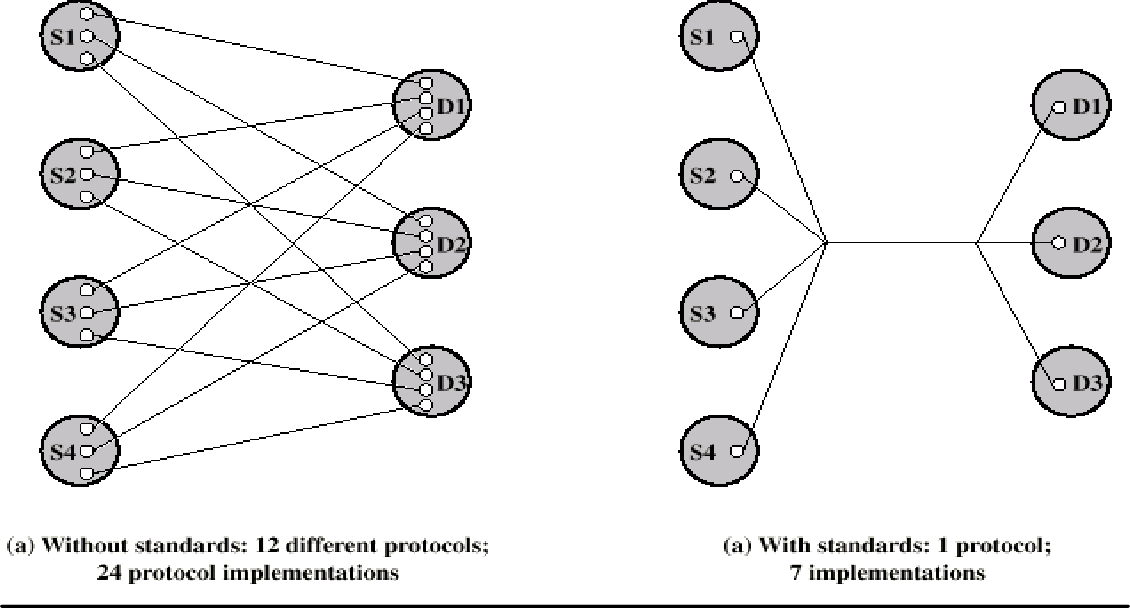 S1
S2
S3
S4
D1
D2
D3
(a) Without standards: 12 different protocols;
24 protocol implementations
S1
S2
S3
S4
D1
D2
D3
(a) With standards: 1 protocol;
7 implementations